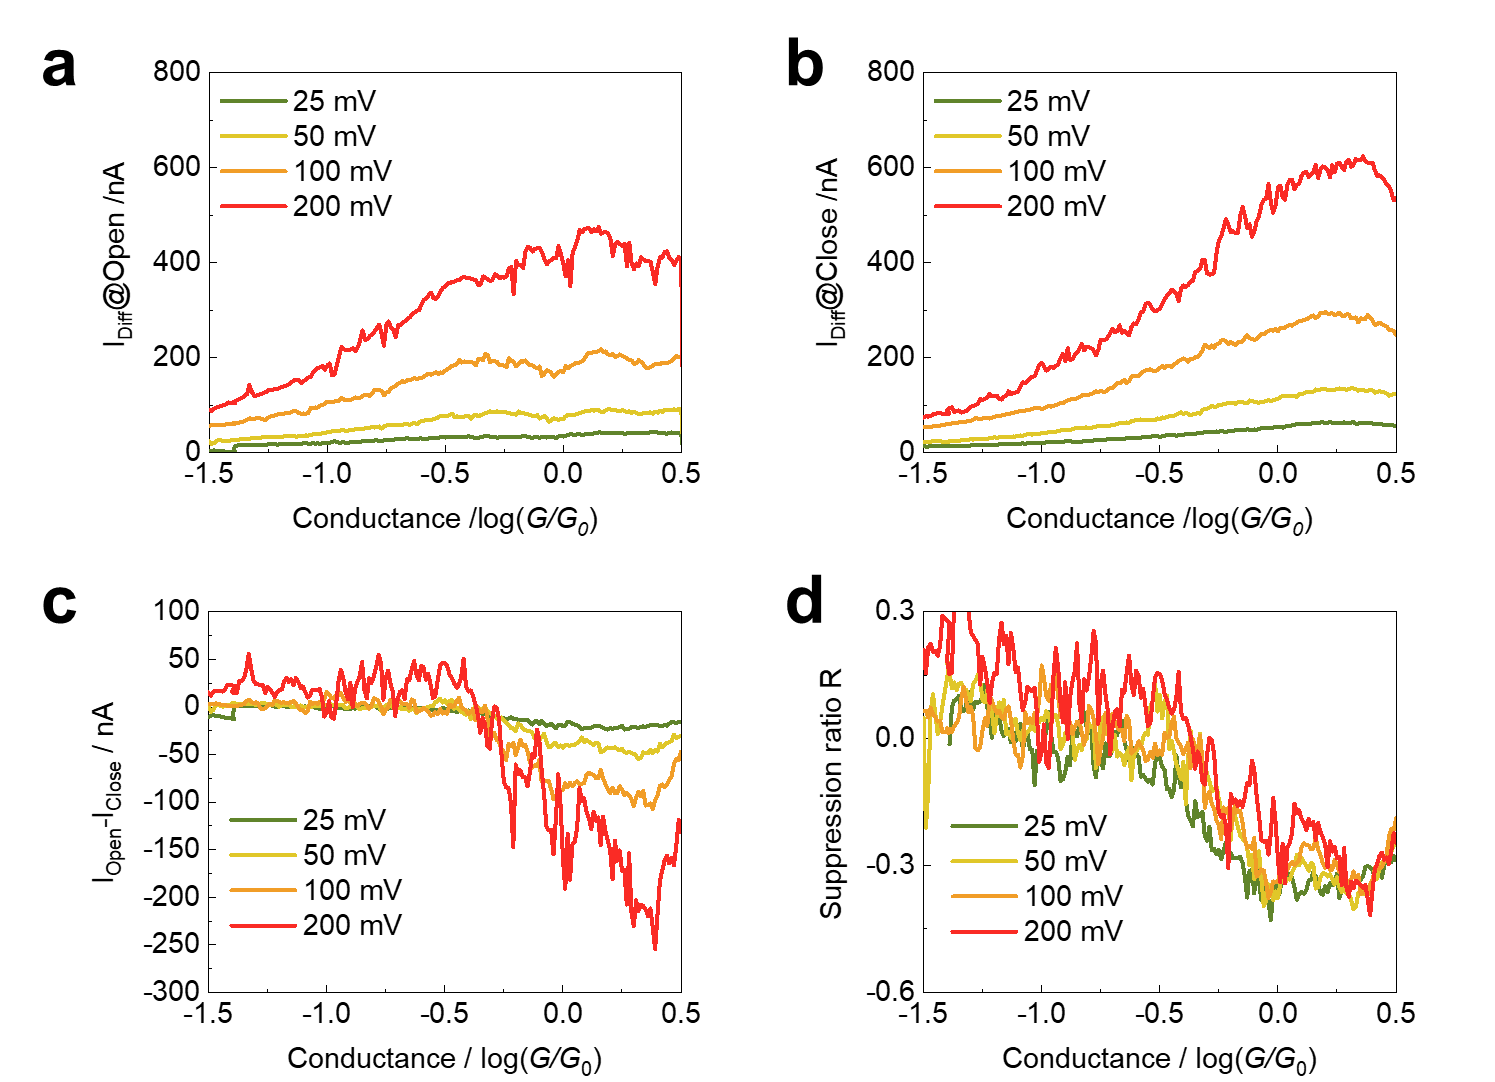 a
800
600
400
200
0
25 mV
50 mV
100 mV
200 mV
I_Diff@Open /nA
-1.5 -1.0 -0.5 0.0 0.5
Conductance /log(G/G_0)
b
800
600
400
200
0
25 mV
50 mV
100 mV
200 mV
I_Diff@Close /nA
-1.5 -1.0 -0.5 0.0 0.5
Conductance /log(G/G_0)
c
100
50
0
-50
-100
-150
-200
-250
-300
25 mV
50 mV
100 mV
200 mV
I_Open-I_Close / nA
-1.5 -1.0 -0.5 0.0 0.5
Conductance / log(G/G_0)
d
0.3
0.0
-0.3
-0.6
25 mV
50 mV
100 mV
200 mV
Suppression ratio R
-1.5 -1.0 -0.5 0.0 0.5
Conductance / log(G/G_0)